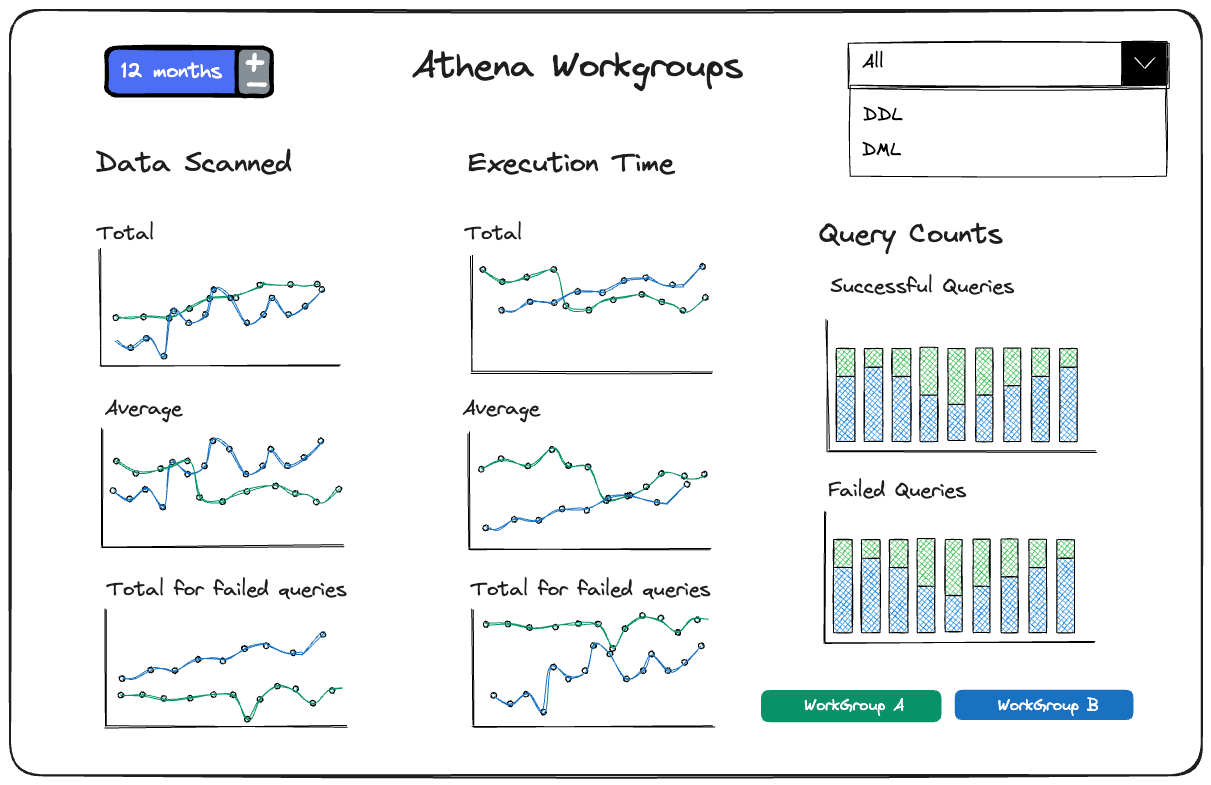 12 months
+
−
Athena Workgroups
All
DDL
DML
Data Scanned
Total
Average
Total for failed queries
Execution Time
Total
Average
Total for failed queries
Query Counts
Successful Queries
Failed Queries
WorkGroup A
WorkGroup B